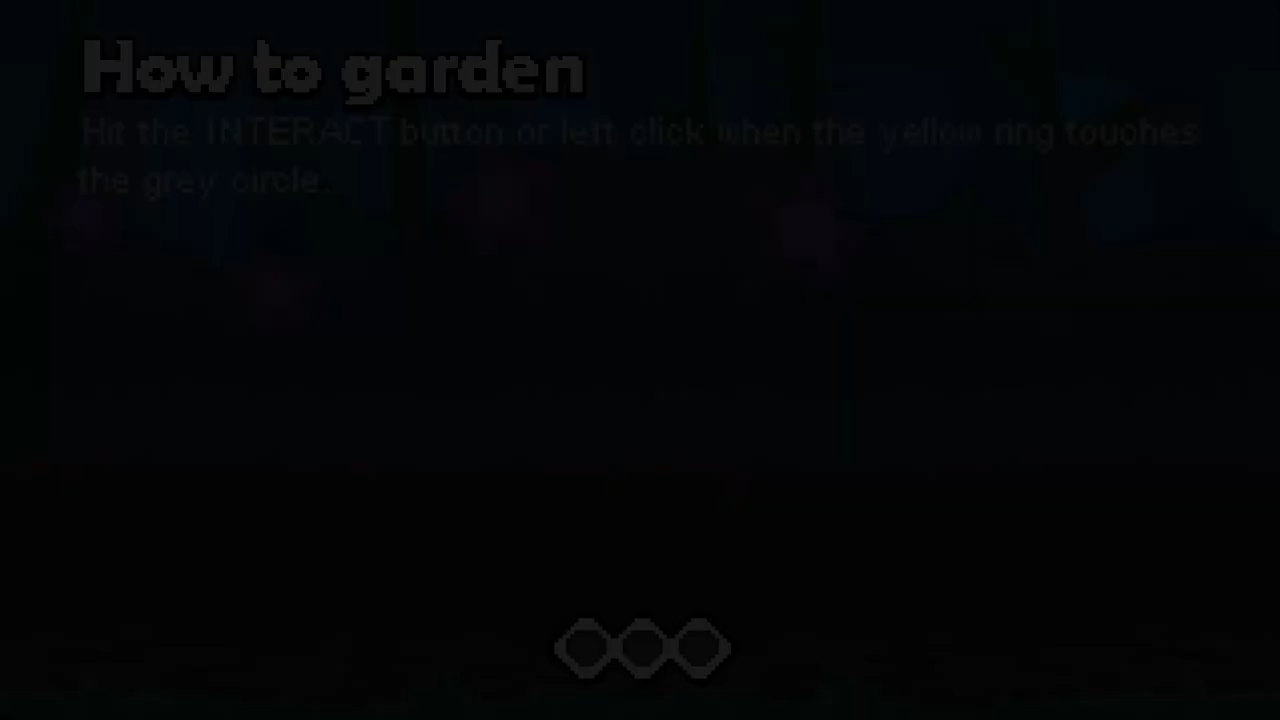 How to garden
Hit the INTERACT button or left click when the yellow ring touches
the grey circle.